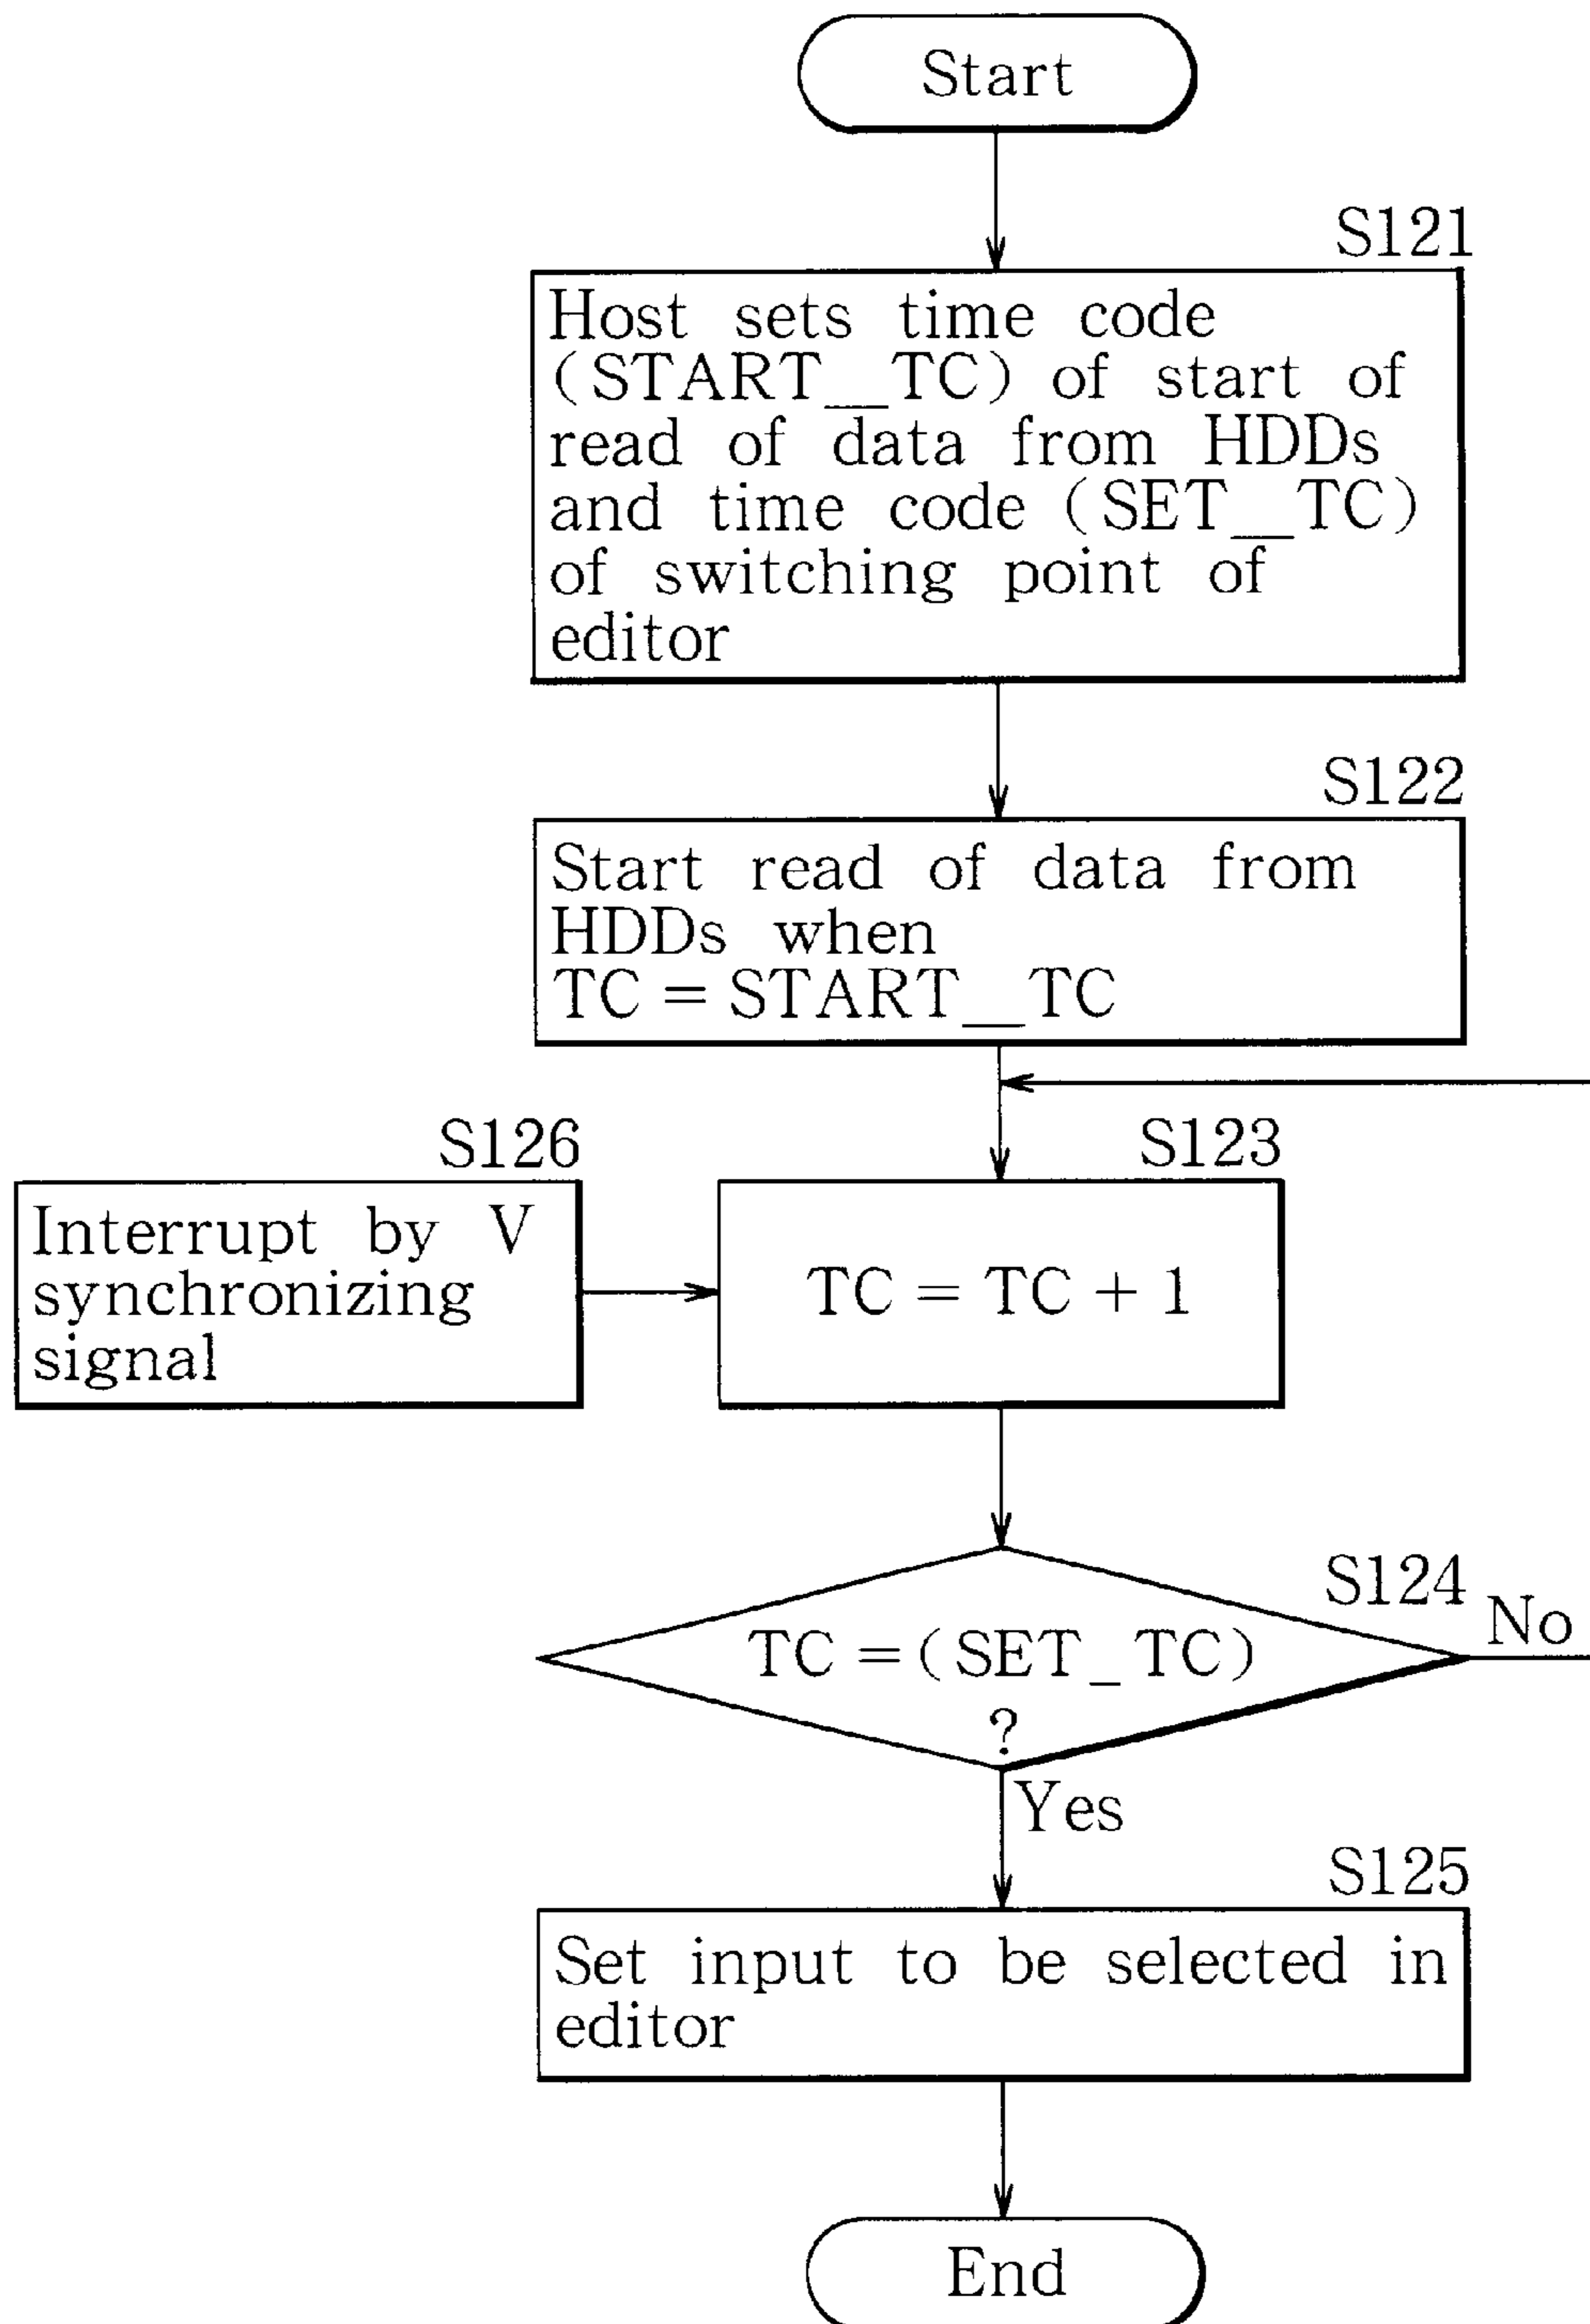 Start
S121
Host sets time code
(START__TC) of start of
read of data from HDDs
and time code (SET__TC)
of switching point of
editor
S122
Start read of data from
HDDs when
TC = START__TC
S126
S123
Interrupt by V
synchronizing
signal
TC = TC + 1
S124
No
TC = (SET_TC)
?
Yes
S125
Set input to be selected in
editor
End